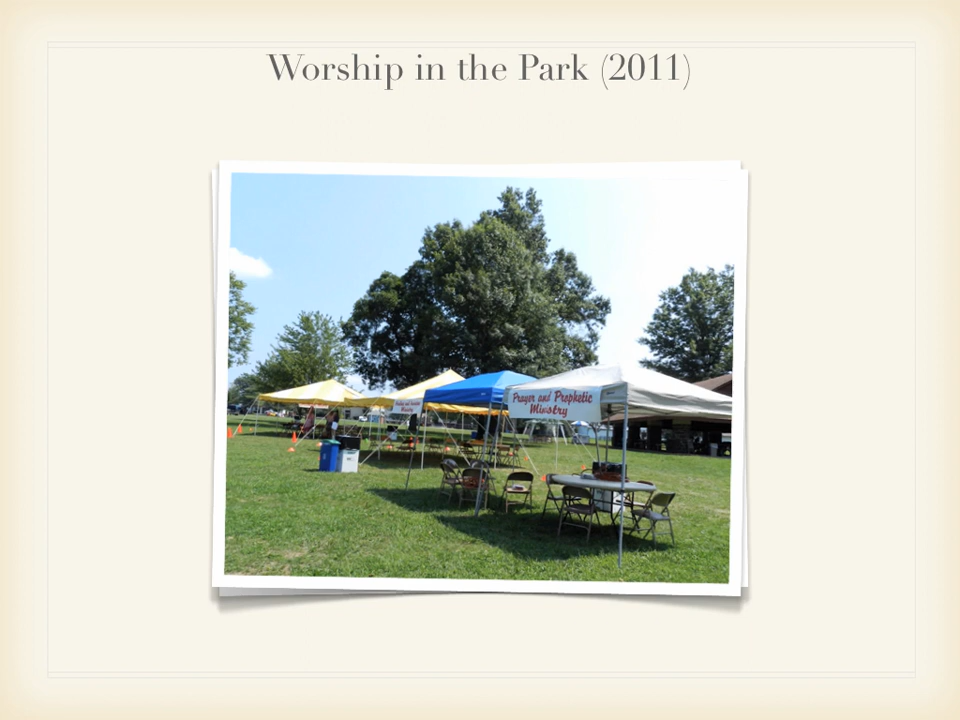 Worship in the Park (2011)
Prayer and Prophetic
Ministry